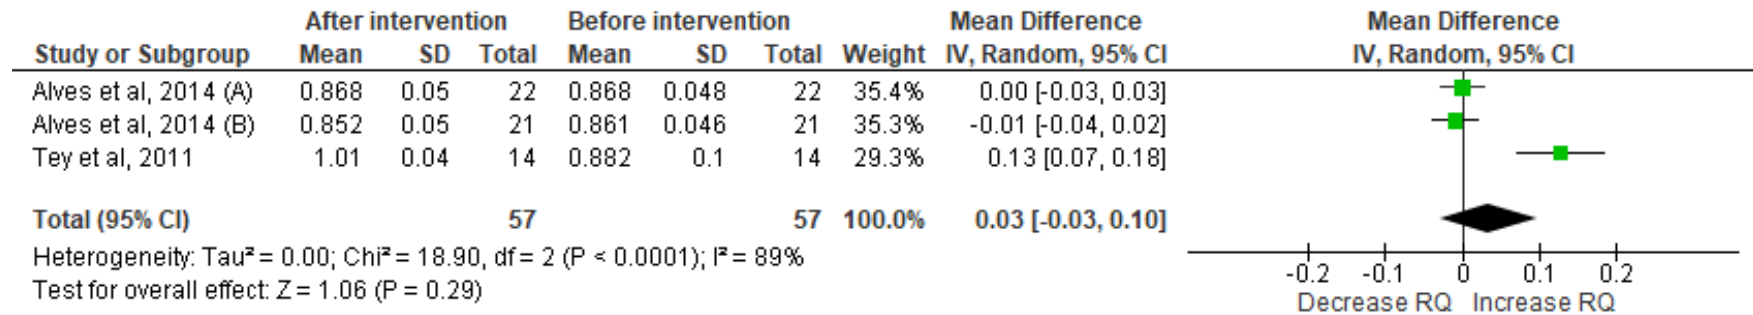 After intervention Before intervention Mean Difference Mean Difference
Study or Subgroup Mean SD Total Mean SD Total Weight IV, Random, 95% CI IV, Random, 95% CI
Alves et al, 2014 (A) 0.868 0.05 22 0.868 0.048 22 35.4% 0.00 [-0.03, 0.03]
Alves et al, 2014 (B) 0.852 0.05 21 0.861 0.046 21 35.3% -0.01 [-0.04, 0.02]
Tey et al, 2011 1.01 0.04 14 0.882 0.1 14 29.3% 0.13 [0.07, 0.18]
Total (95% CI) 57 57 100.0% 0.03 [-0.03, 0.10]
Heterogeneity: Tau² = 0.00; Chi² = 18.90, df = 2 (P < 0.0001); I² = 89%
Test for overall effect: Z = 1.06 (P = 0.29)
-0.2 -0.1 0 0.1 0.2
Decrease RQ Increase RQ